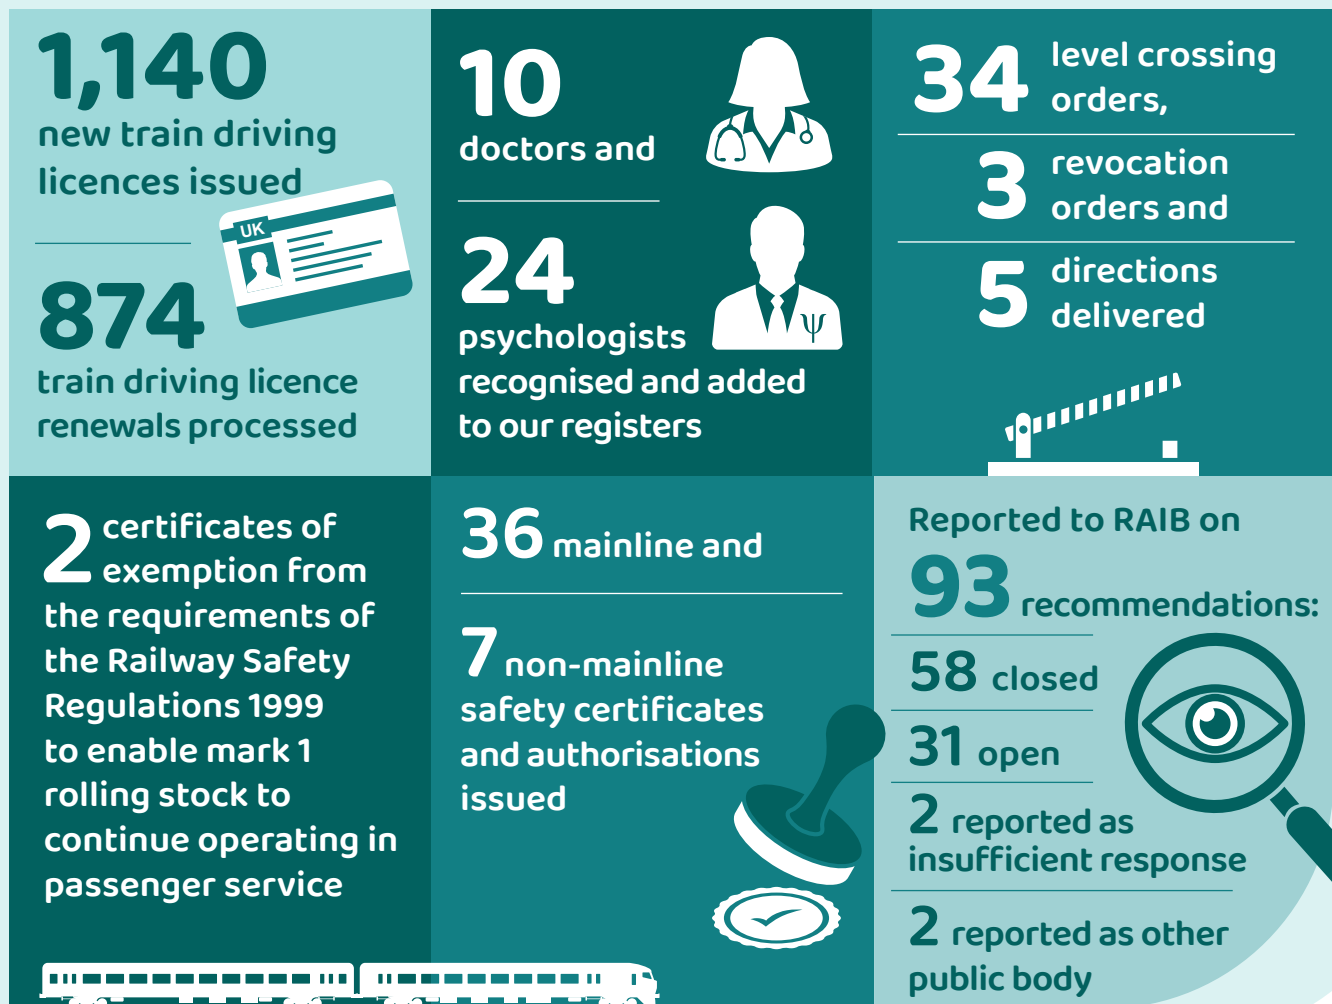 1,140
new train driving
licences issued
UK
874
train driving licence
renewals processed
10
doctors and
24
psychologists
recognised and added
to our registers
ψ
34 level crossing
orders,
3 revocation
orders and
5 directions
delivered
2 certificates of
exemption from
the requirements of
the Railway Safety
Regulations 1999
to enable mark 1
rolling stock to
continue operating in
passenger service
36 mainline and
7 non-mainline
safety certificates
and authorisations
issued
Reported to RAIB on
93 recommendations:
58 closed
31 open
2 reported as
insufficient response
2 reported as other
public body